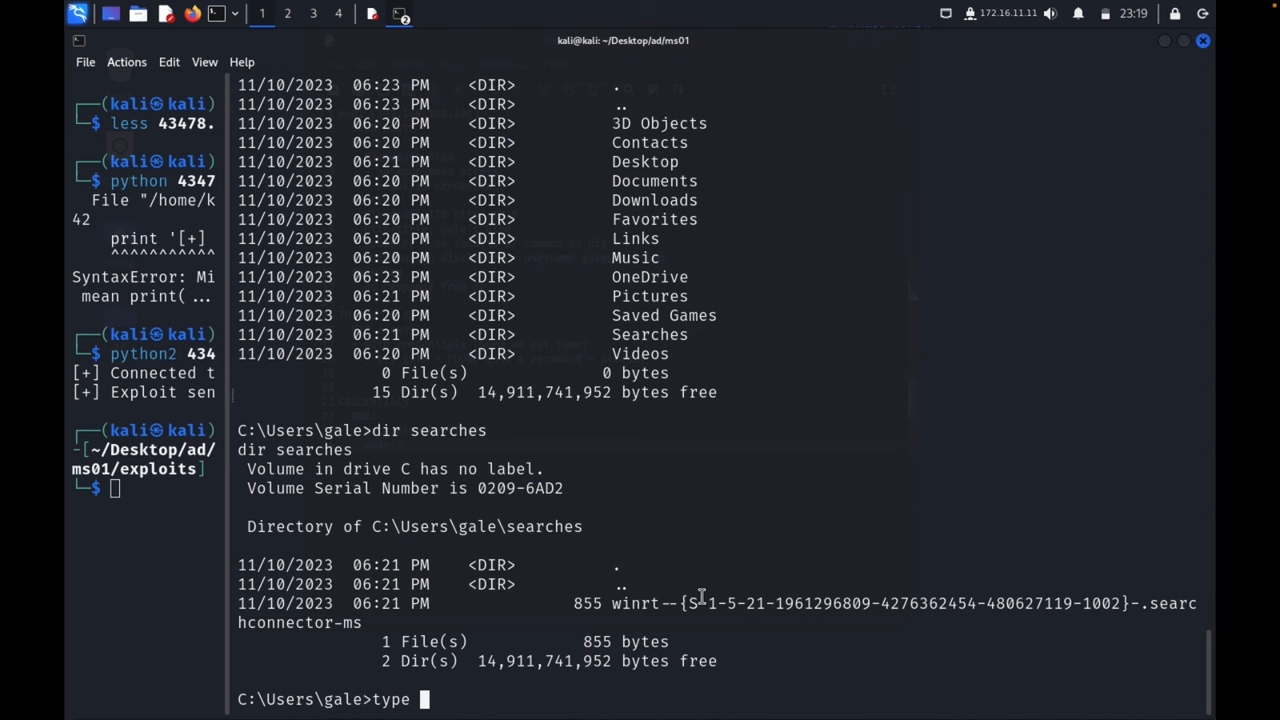 1 2 3 4 2 172.16.11.11 23:19
kali@kali: ~/Desktop/ad/ms01
File Actions Edit View Help
┌──(kali㉿kali)
└─$ less 43478.
┌──(kali㉿kali)
└─$ python 4347
File "/home/k
42
print '[+]
^^^^^^^^^^^
SyntaxError: Mi
mean print( ...
┌──(kali㉿kali)
└─$ python2 434
[+] Connected t
[+] Exploit sen
┌──(kali㉿kali)
-[~/Desktop/ad/
ms01/exploits]
└─$
11/10/2023 06:23 PM <DIR> .
11/10/2023 06:23 PM <DIR> ..
11/10/2023 06:20 PM <DIR> 3D Objects
11/10/2023 06:20 PM <DIR> Contacts
11/10/2023 06:21 PM <DIR> Desktop
11/10/2023 06:20 PM <DIR> Documents
11/10/2023 06:20 PM <DIR> Downloads
11/10/2023 06:20 PM <DIR> Favorites
11/10/2023 06:20 PM <DIR> Links
11/10/2023 06:20 PM <DIR> Music
11/10/2023 06:23 PM <DIR> OneDrive
11/10/2023 06:21 PM <DIR> Pictures
11/10/2023 06:20 PM <DIR> Saved Games
11/10/2023 06:21 PM <DIR> Searches
11/10/2023 06:20 PM <DIR> Videos
0 File(s) 0 bytes
15 Dir(s) 14,911,741,952 bytes free
C:\Users\gale>dir searches
dir searches
Volume in drive C has no label.
Volume Serial Number is 0209-6AD2
Directory of C:\Users\gale\searches
11/10/2023 06:21 PM <DIR> .
11/10/2023 06:21 PM <DIR> ..
11/10/2023 06:21 PM 855 winrt--{S-1-5-21-1961296809-4276362454-480627119-1002}-.searc
hconnector-ms
1 File(s) 855 bytes
2 Dir(s) 14,911,741,952 bytes free
C:\Users\gale>type